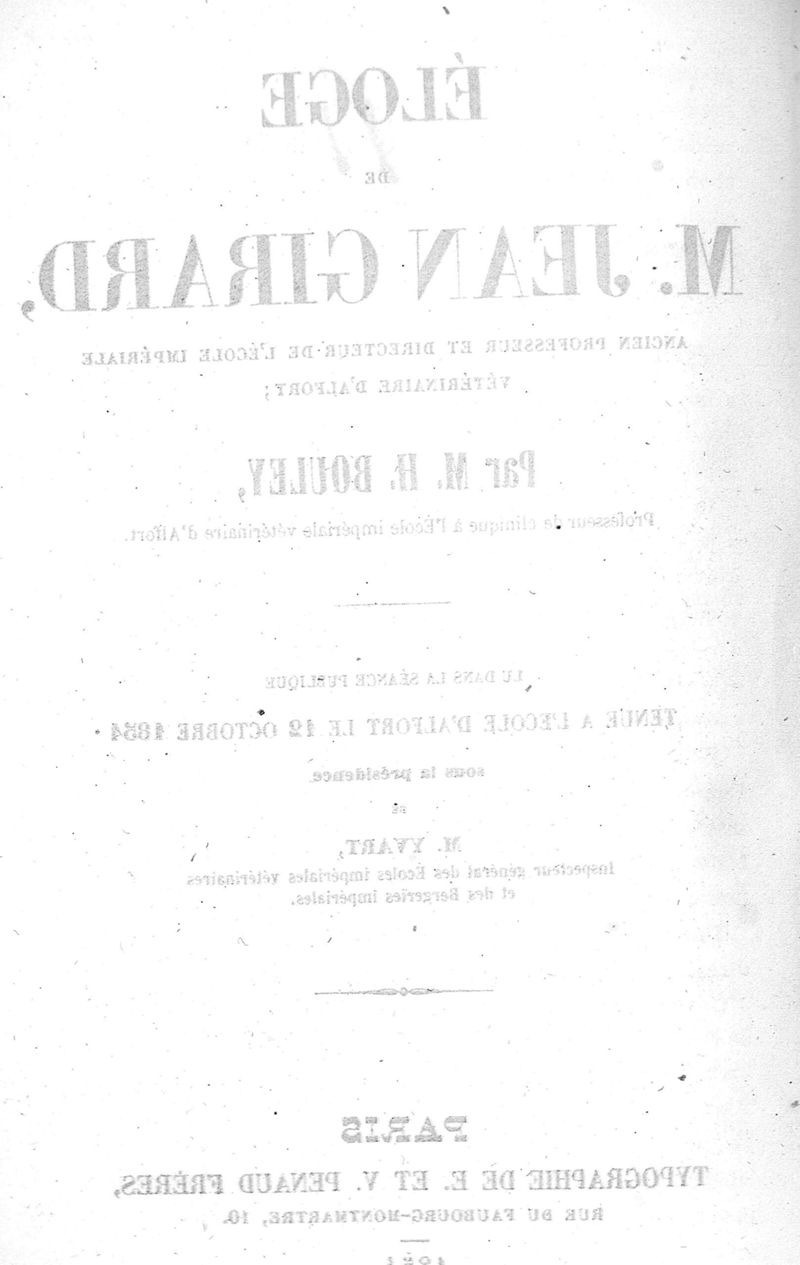 ÉLOGE
DE
M. JEAN GIRARD,
ANCIEN PROFESSEUR ET DIRECTEUR DE L'ÉCOLE IMPÉRIALE
VÉTÉRINAIRE D'ALFORT;
Par M. H. BOULEY,
Professeur de clinique à l'École impériale vétérinaire d'Alfort.
LU DANS LA SÉANCE PUBLIQUE
TENUE A L'ÉCOLE D'ALFORT LE 12 OCTOBRE 1854
sous la présidence
DE
M. YVART,
Inspecteur général des Écoles impériales vétérinaires
et des Bergeries impériales.
PARIS
TYPOGRAPHIE DE E. ET V. PENAUD FRÈRES,
RUE DU FAUBOURG-MONTMARTRE, 10.
1854